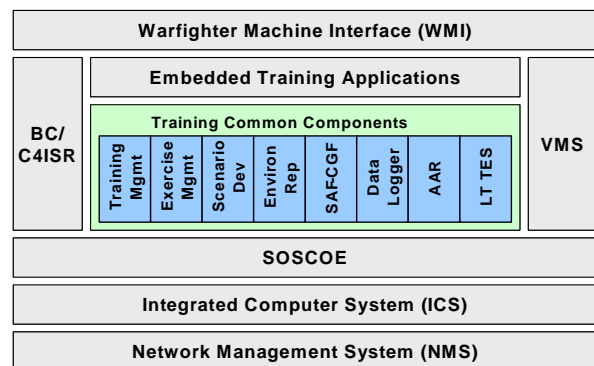 Warfighter Machine Interface (WMI)
BC/
C4ISR
Embedded Training Applications
Training Common Components
Training
Mgmt
Exercise
Mgmt
Scenario
Dev
Environ
Rep
SAF-CGF
Data
Logger
AAR
LT TES
VMS
SOSCOE
Integrated Computer System (ICS)
Network Management System (NMS)